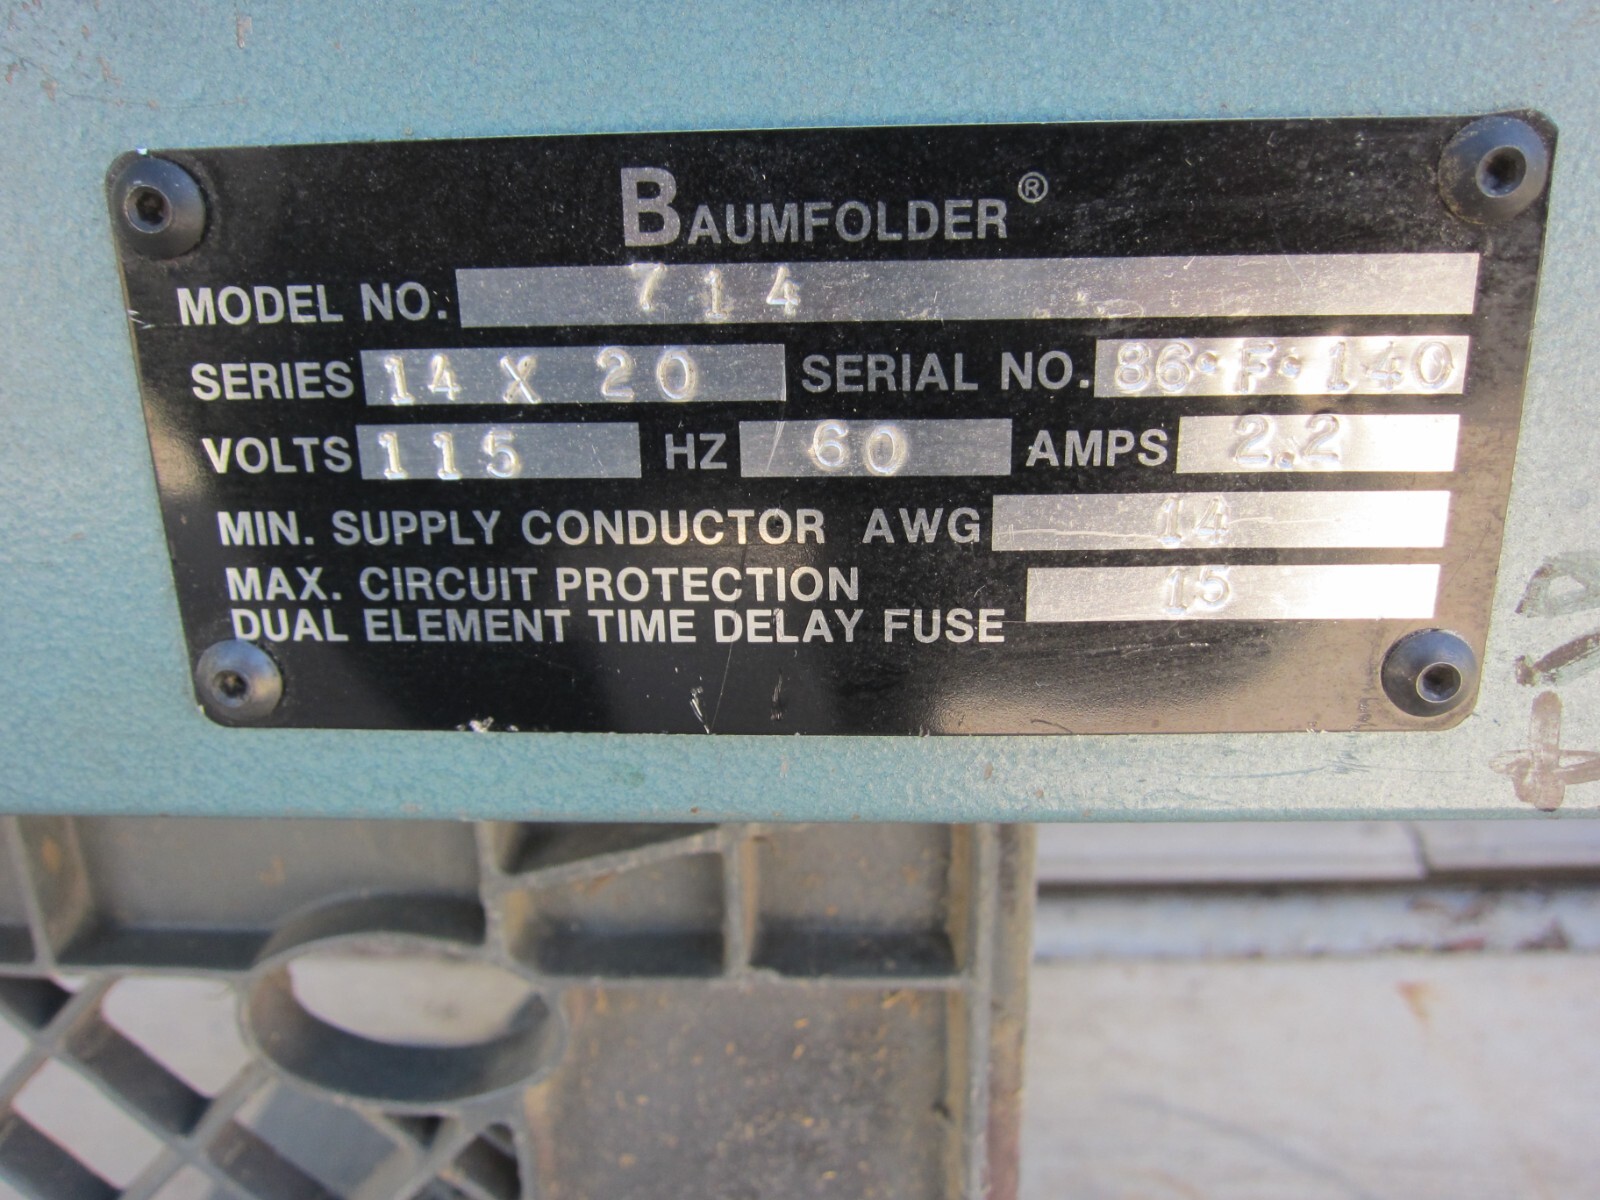 BAUMFOLDER®
MODEL NO. 714
SERIES 14 X 20 SERIAL NO. 86·F·140
VOLTS 115 HZ 60 AMPS 2.2
MIN. SUPPLY CONDUCTOR AWG 14
MAX. CIRCUIT PROTECTION
DUAL ELEMENT TIME DELAY FUSE 15